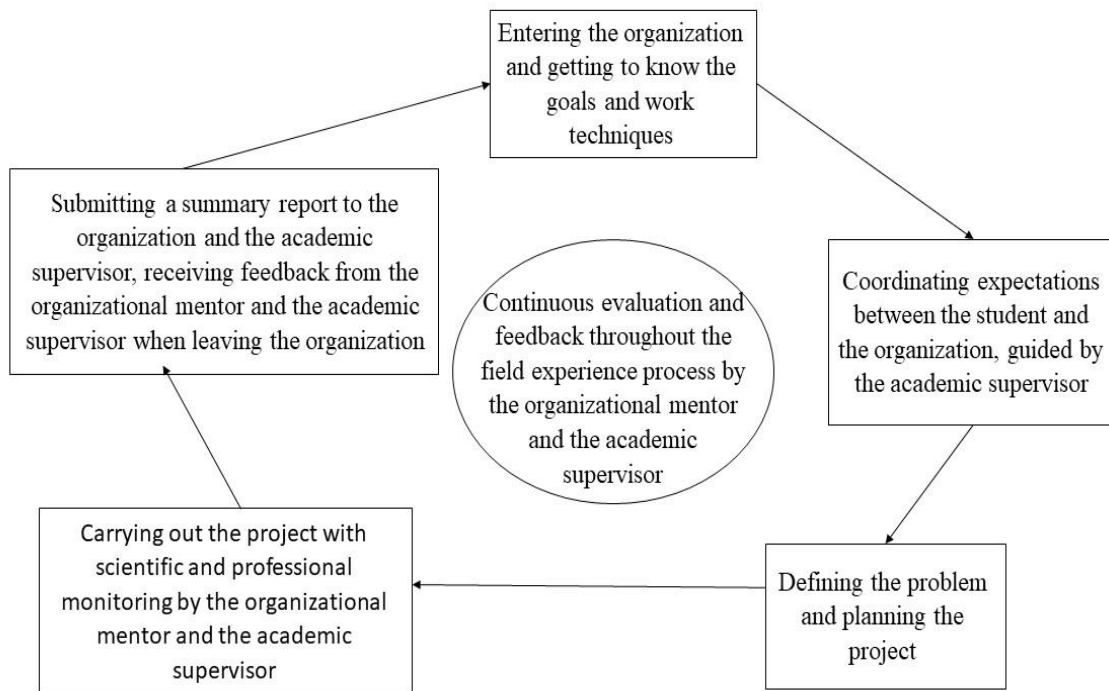 Entering the organization
and getting to know the
goals and work
techniques
Submitting a summary report to the
organization and the academic
supervisor, receiving feedback from the
organizational mentor and the academic
supervisor when leaving the organization
Continuous evaluation and
feedback throughout the
field experience process by
the organizational mentor
and the academic
supervisor
Coordinating expectations
between the student and
the organization, guided by
the academic supervisor
Carrying out the project with
scientific and professional
monitoring by the organizational
mentor and the academic
supervisor
Defining the problem
and planning the
project